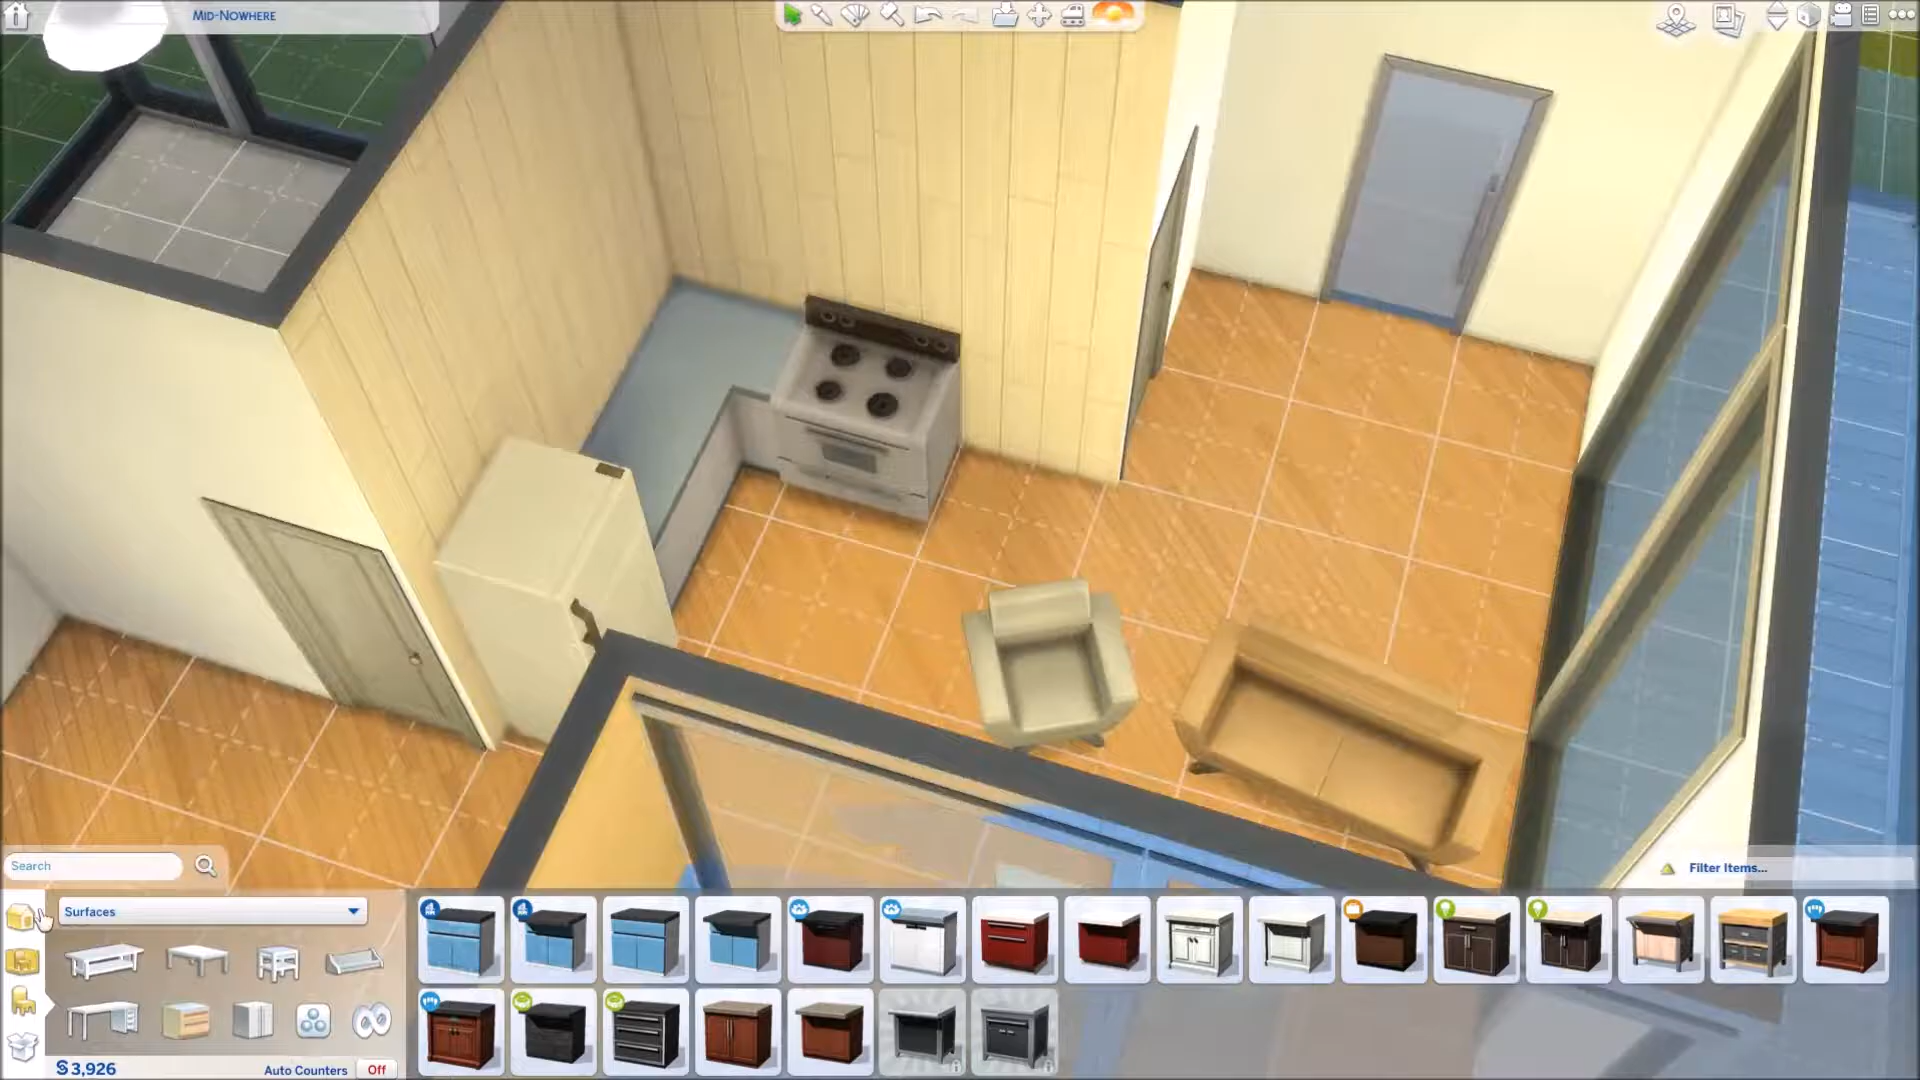 Mid-Nowhere
Search
Filter Items...
Surfaces
§3,926
Auto Counters
Off